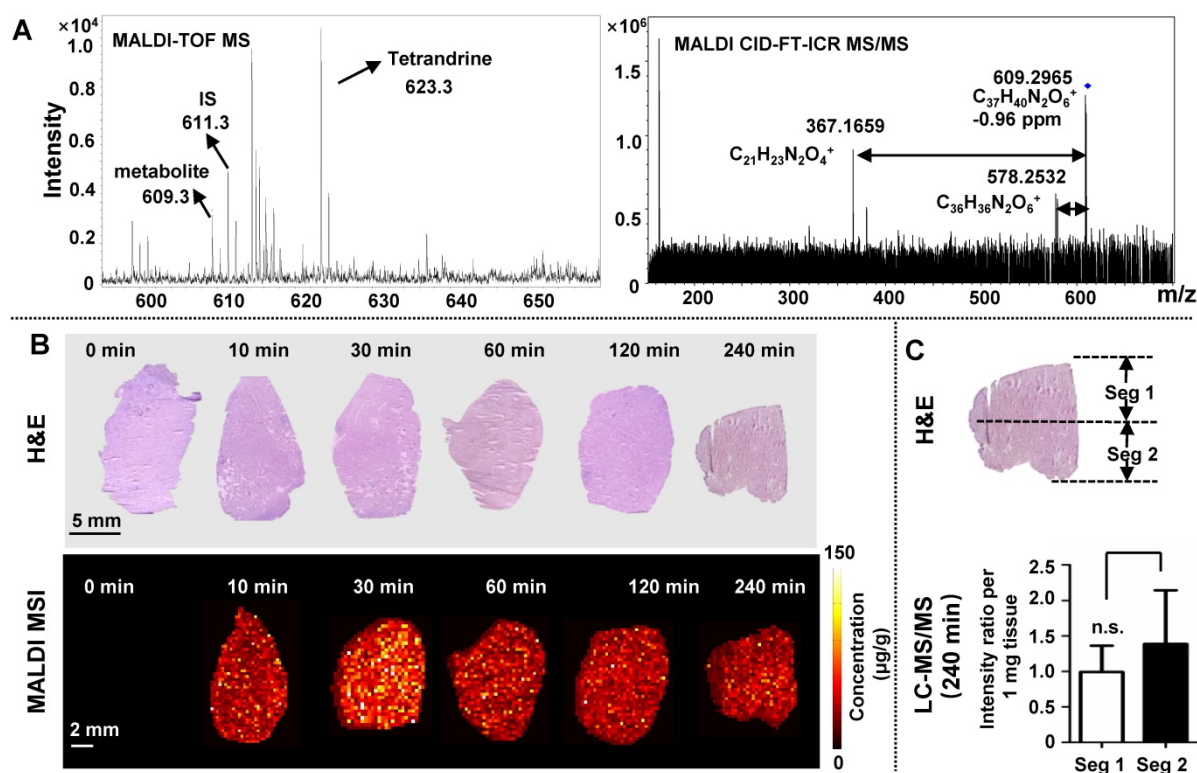 A
×10⁴
MALDI-TOF MS
1.0
0.8
0.6
0.4
0.2
0
Intensity
Tetrandrine
623.3
IS
611.3
metabolite
609.3
600
610
620
630
640
650
×10⁶
MALDI CID-FT-ICR MS/MS
1.5
1.0
0.5
0
609.2965
C₃₇H₄₀N₂O₆⁺
-0.96 ppm
367.1659
C₂₁H₂₃N₂O₄⁺
578.2532
C₃₆H₃₆N₂O₆⁺
200
300
400
500
600
m/z
B
0 min
10 min
30 min
60 min
120 min
240 min
H&E
5 mm
MALDI MSI
0 min
10 min
30 min
60 min
120 min
240 min
2 mm
150
Concentration
(μg/g)
0
C
H&E
Seg 1
Seg 2
LC-MS/MS
(240 min)
Intensity ratio per
1 mg tissue
2.5
2.0
1.5
1.0
0.5
0
n.s.
Seg 1
Seg 2